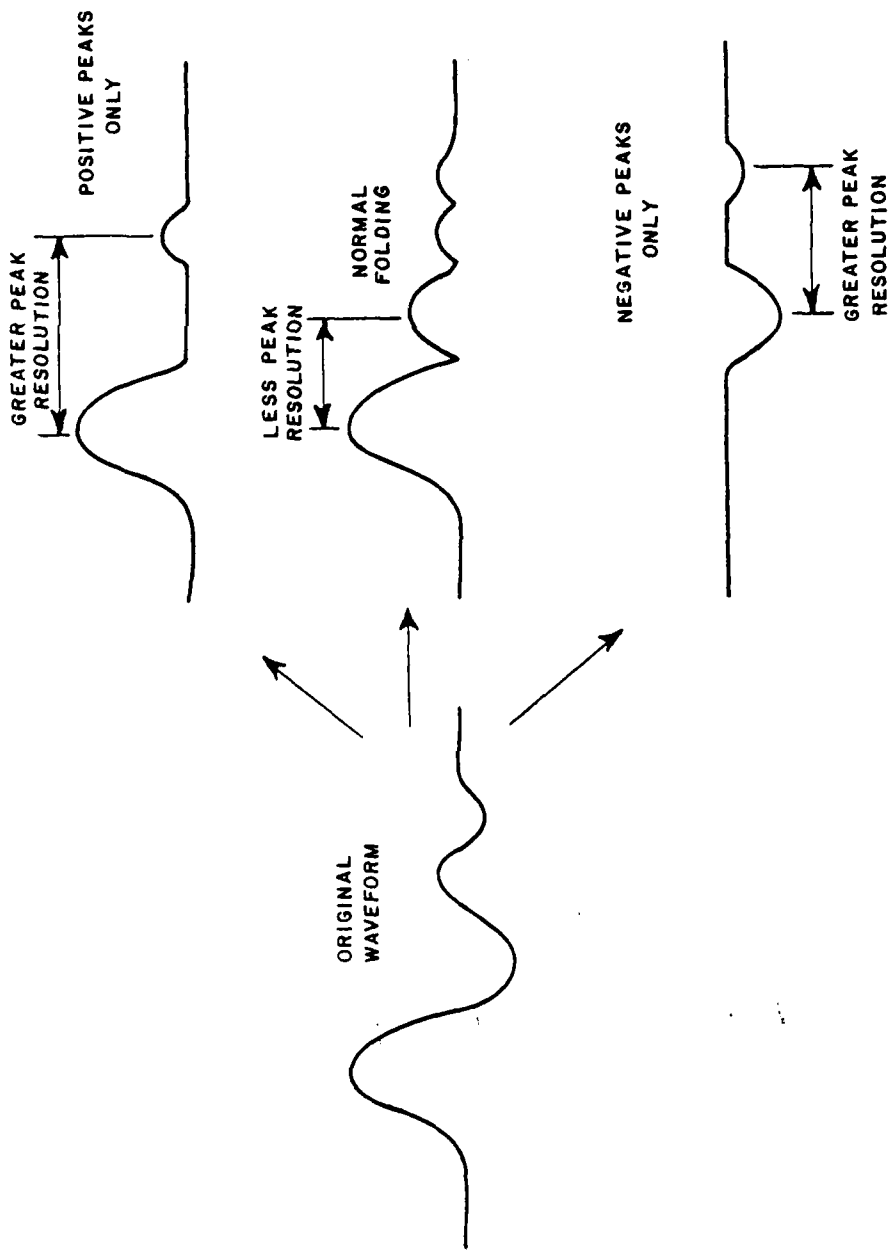 ORIGINAL
WAVEFORM
GREATER PEAK
RESOLUTION
POSITIVE PEAKS
ONLY
LESS PEAK
RESOLUTION
NORMAL
FOLDING
NEGATIVE PEAKS
ONLY
GREATER PEAK
RESOLUTION